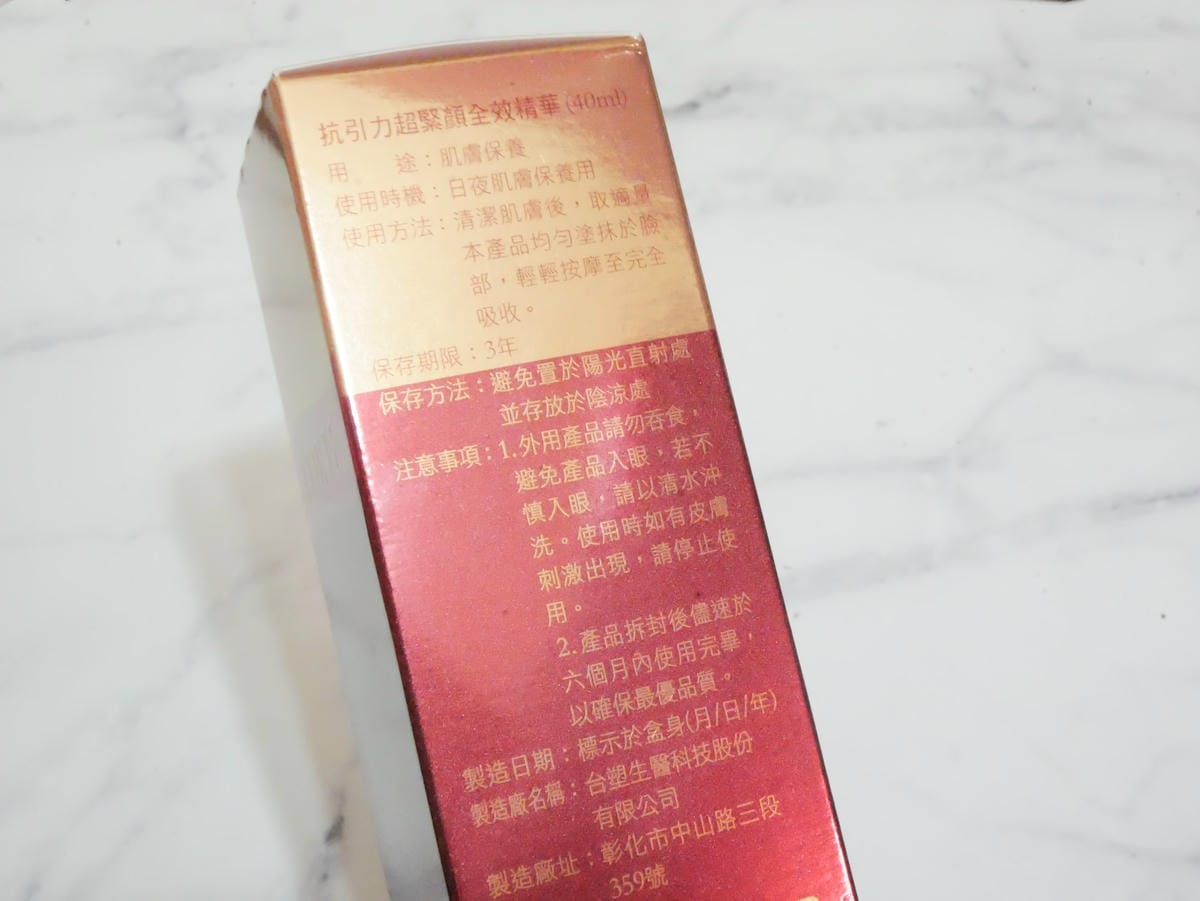 抗引力超緊顏全效精華(40ml)
用　　途：肌膚保養
使用時機：日夜肌膚保養用
使用方法：清潔肌膚後，取適量
本產品均勻塗抹於臉
部，輕輕按摩至完全
吸收。
保存期限：3年
保存方法：避免置於陽光直射處
並存放於陰涼處
注意事項：1.外用產品請勿吞食，
避免產品入眼，若不
慎入眼，請以清水沖
洗。使用時如有皮膚
刺激出現，請停止使
用。
2.產品拆封後儘速於
六個月內使用完畢，
以確保最優品質。
製造日期：標示於盒身(月/日/年)
製造廠名稱：台塑生醫科技股份
有限公司
製造廠址：彰化市中山路三段
359號